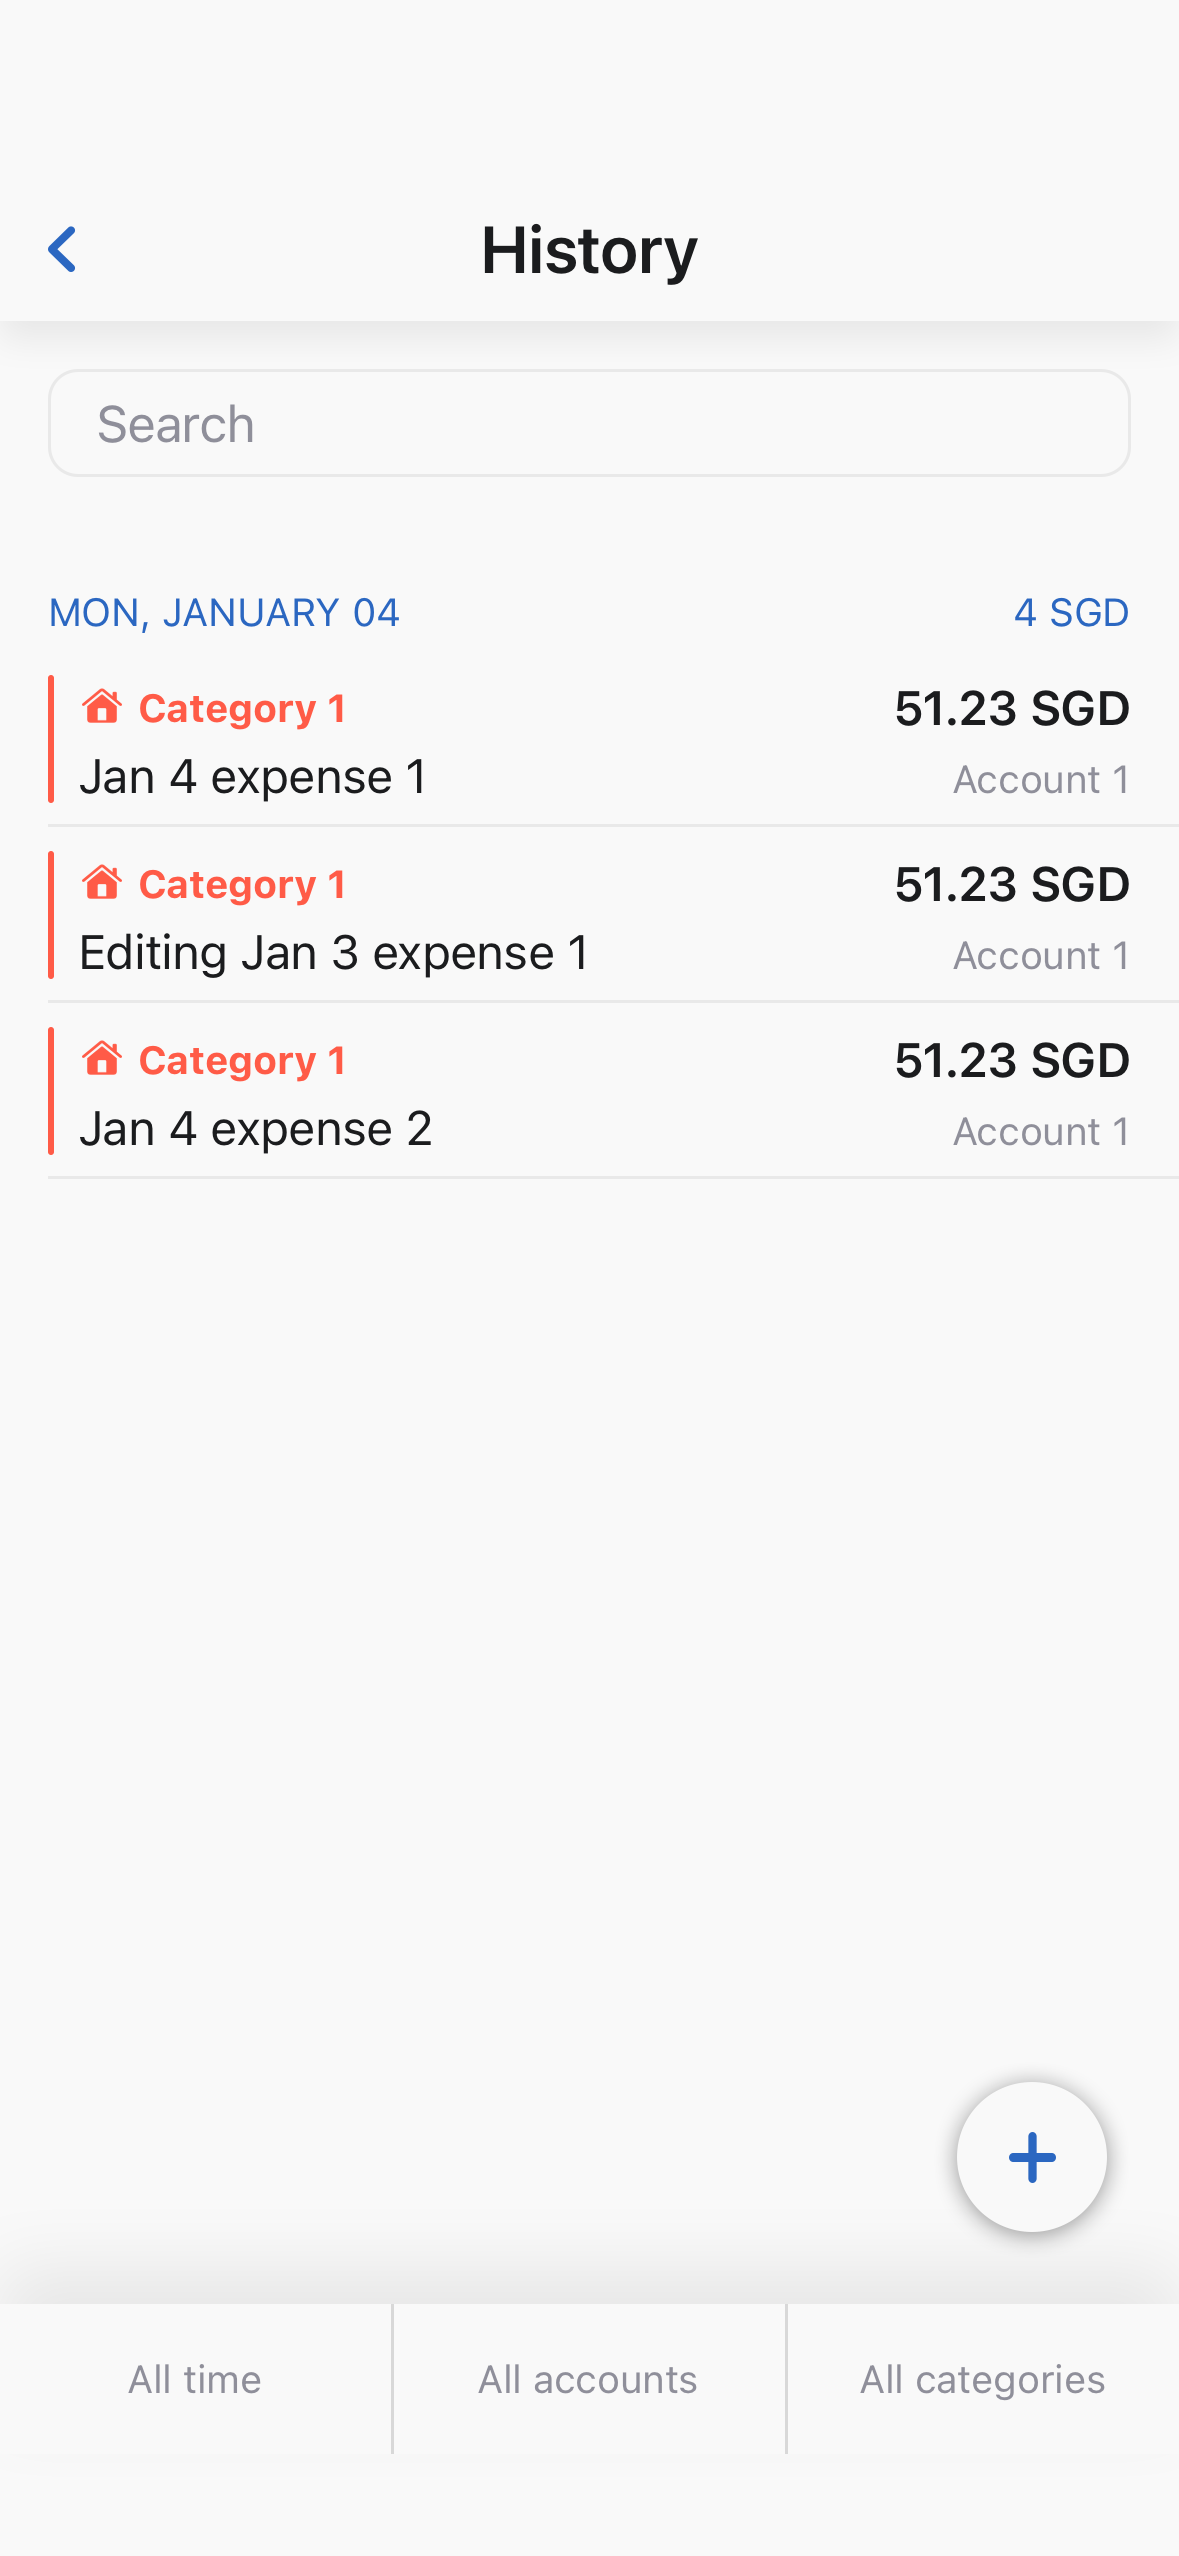 History
Search
MON, JANUARY 04 4 SGD
Category 1 51.23 SGD
Jan 4 expense 1 Account 1
Category 1 51.23 SGD
Editing Jan 3 expense 1 Account 1
Category 1 51.23 SGD
Jan 4 expense 2 Account 1
All time All accounts All categories